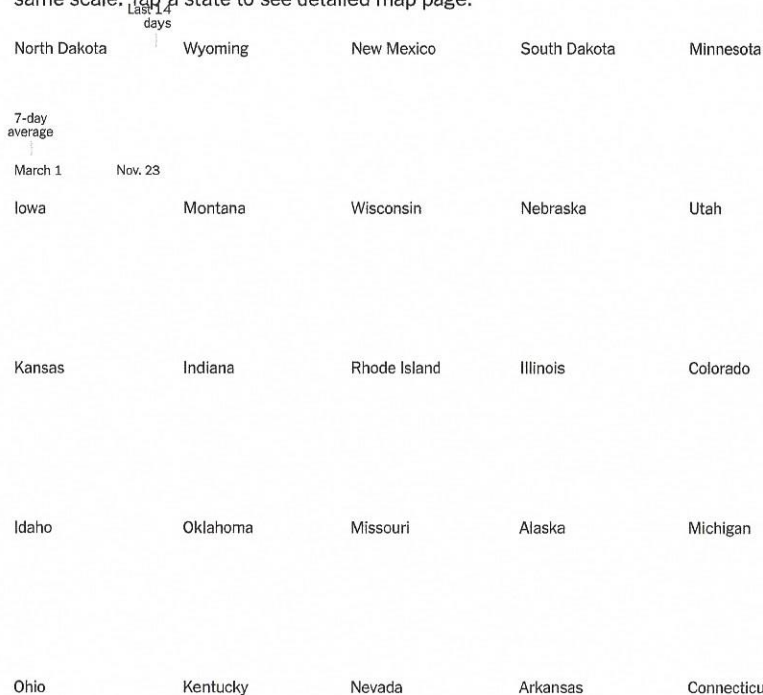 same scale. Tap a state to see detailed map page.
Last 14
days
North Dakota Wyoming New Mexico South Dakota Minnesota
7-day
average
March 1 Nov. 23
Iowa Montana Wisconsin Nebraska Utah
Kansas Indiana Rhode Island Illinois Colorado
Idaho Oklahoma Missouri Alaska Michigan
Ohio Kentucky Nevada Arkansas Connecticu